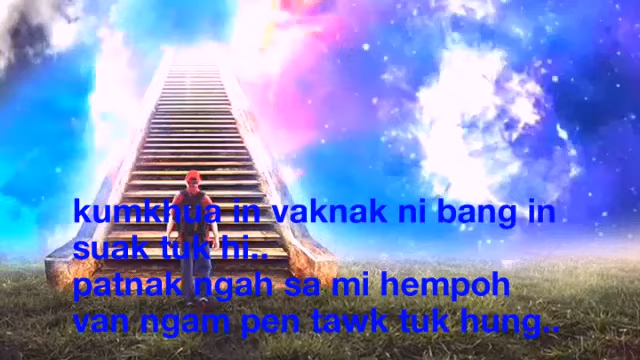 kumkhua in vaknak ni bang in
suak tuk hi..
patnak ngah sa mi hempoh
van ngam pen tawk tuk hung..